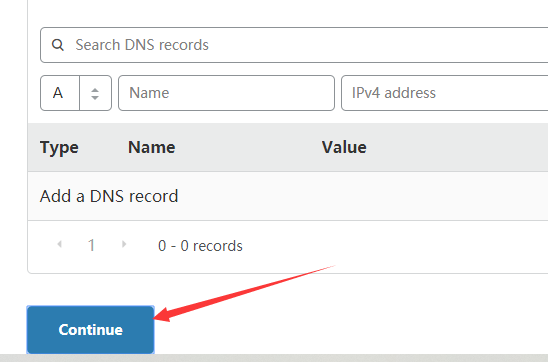 Search DNS records
A Name IPv4 address
Type Name Value
Add a DNS record
1 0 - 0 records
Continue